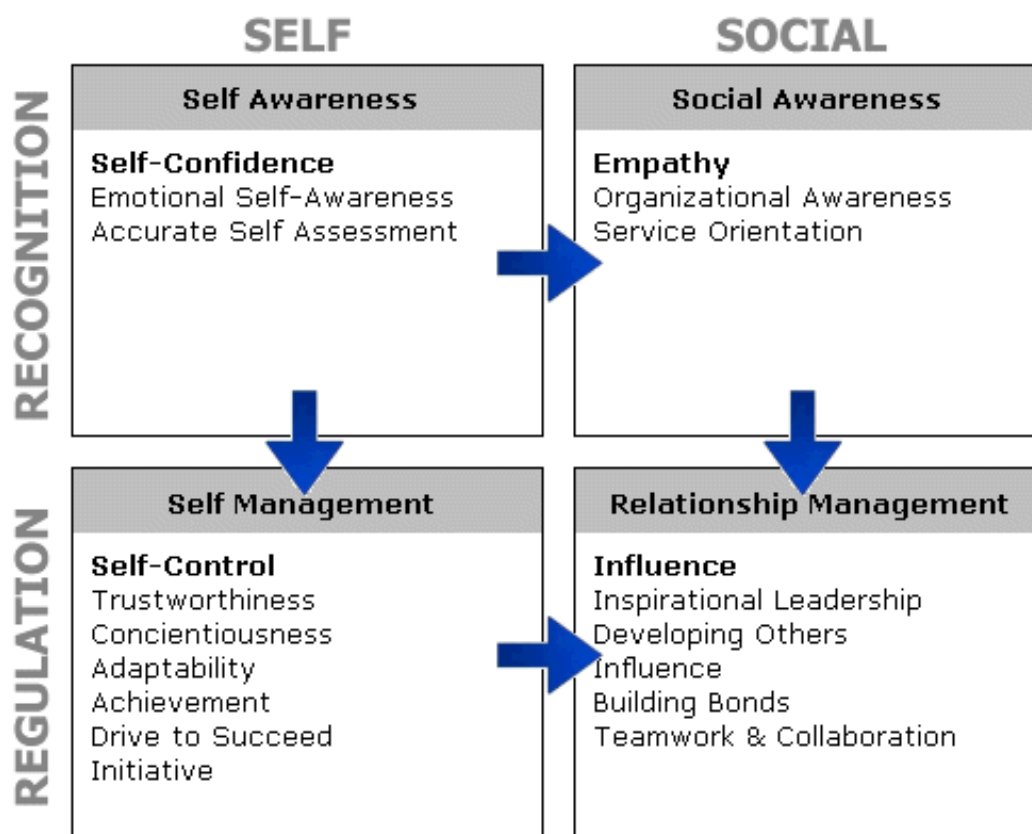 SELF
SOCIAL
RECOGNITION
Self Awareness
Self-Confidence
Emotional Self-Awareness
Accurate Self Assessment
Social Awareness
Empathy
Organizational Awareness
Service Orientation
REGULATION
Self Management
Self-Control
Trustworthiness
Concientiousness
Adaptability
Achievement
Drive to Succeed
Initiative
Relationship Management
Influence
Inspirational Leadership
Developing Others
Influence
Building Bonds
Teamwork & Collaboration